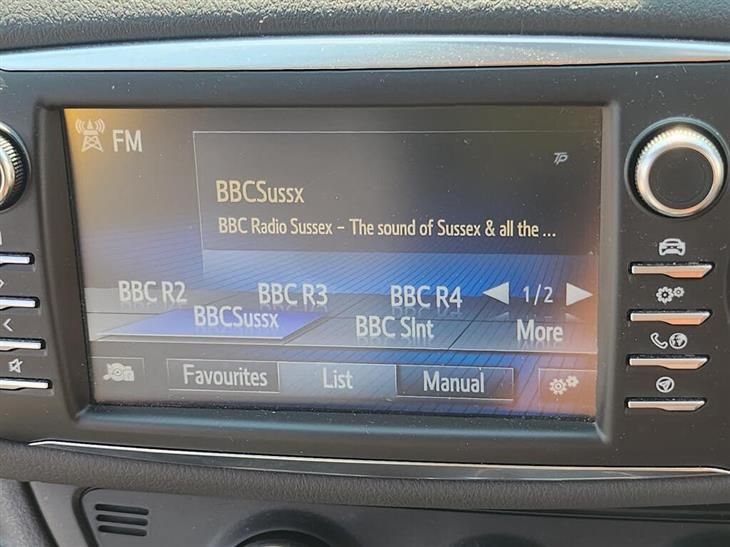 FM
TP
BBCSussx
BBC Radio Sussex – The sound of Sussex & all the ...
BBC R2 BBC R3 BBC R4 1/2
BBCSussx BBC SInt More
Favourites List Manual